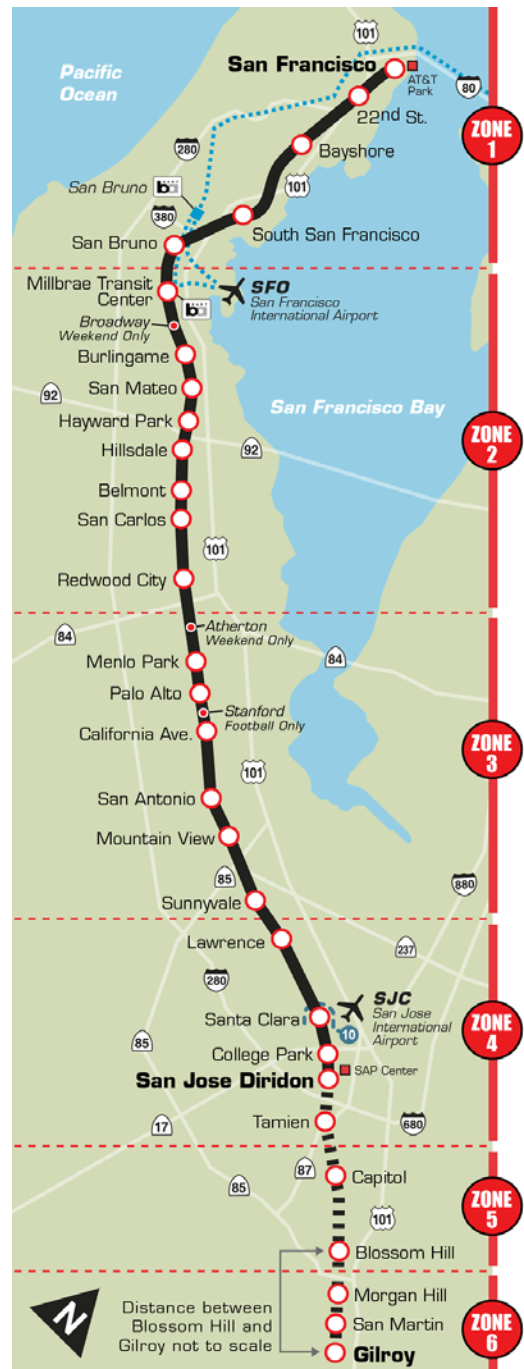 101
Pacific
Ocean
San Francisco
AT&T
Park
80
22nd St.
ZONE
1
280
Bayshore
San Bruno
ba
101
380
South San Francisco
San Bruno
Millbrae Transit
Center
ba
SFO
San Francisco
International Airport
Broadway
Weekend Only
Burlingame
San Mateo
92
San Francisco Bay
Hayward Park
ZONE
2
Hillsdale
92
Belmont
San Carlos
101
Redwood City
Atherton
Weekend Only
84
Menlo Park
84
Palo Alto
Stanford
Football Only
California Ave.
ZONE
3
101
San Antonio
Mountain View
85
880
Sunnyvale
Lawrence
237
280
SJC
San Jose
International
Airport
Santa Clara
10
ZONE
4
85
College Park
San Jose Diridon
SAP Center
Tamien
17
680
87
Capitol
85
101
ZONE
5
Blossom Hill
N
Distance between
Blossom Hill and
Gilroy not to scale
Morgan Hill
San Martin
Gilroy
ZONE
6